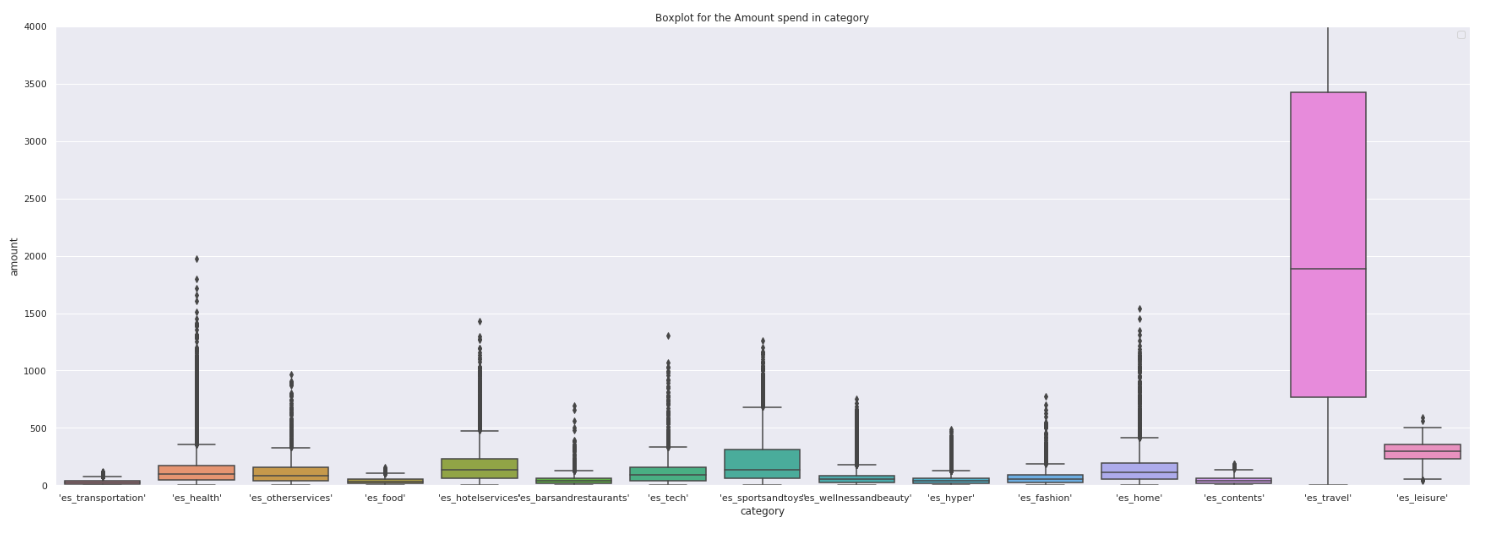 Boxplot for the Amount spend in category
4000
3500
3000
2500
2000
1500
1000
500
0
amount
'es_transportation' 'es_health' 'es_otherservices' 'es_food' 'es_hotelservices' 'es_barsandrestaurants' 'es_tech' 'es_sportsandtoys' 'es_wellnessandbeauty' 'es_hyper' 'es_fashion' 'es_home' 'es_contents' 'es_travel' 'es_leisure'
category